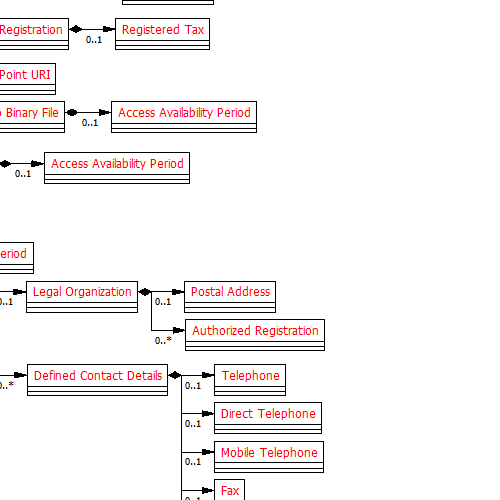 Registration
Registered Tax
0..1
Point URI
Binary File
Access Availability Period
0..1
Access Availability Period
0..1
eriod
Legal Organization
Postal Address
0..1
0..1
Authorized Registration
0..*
Defined Contact Details
Telephone
0..*
0..1
Direct Telephone
0..1
Mobile Telephone
0..1
Fax
0..1